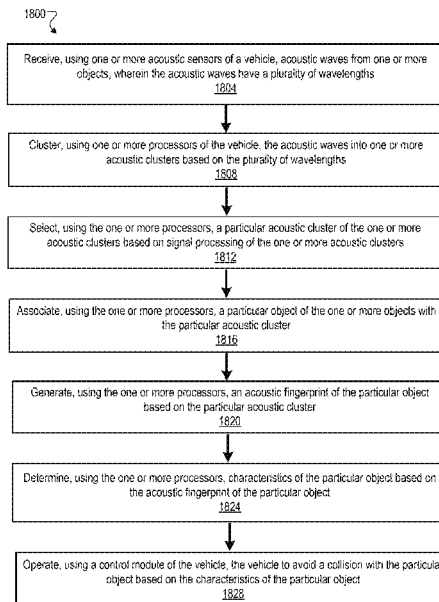 1800
Receive, using one or more acoustic sensors of a vehicle, acoustic waves from one or more
objects, wherein the acoustic waves have a plurality of wavelengths
1804
Cluster, using one or more processors of the vehicle, the acoustic waves into one or more
acoustic clusters based on the plurality of wavelengths
1808
Select, using the one or more processors, a particular acoustic cluster of the one or more
acoustic clusters based on signal processing of the one or more acoustic clusters
1812
Associate, using the one or more processors, a particular object of the one or more objects with
the particular acoustic cluster
1816
Generate, using the one or more processors, an acoustic fingerprint of the particular object
based on the particular acoustic cluster
1820
Determine, using the one or more processors, characteristics of the particular object based on
the acoustic fingerprint of the particular object
1824
Operate, using a control module of the vehicle, the vehicle to avoid a collision with the particular
object based on the characteristics of the particular object
1828